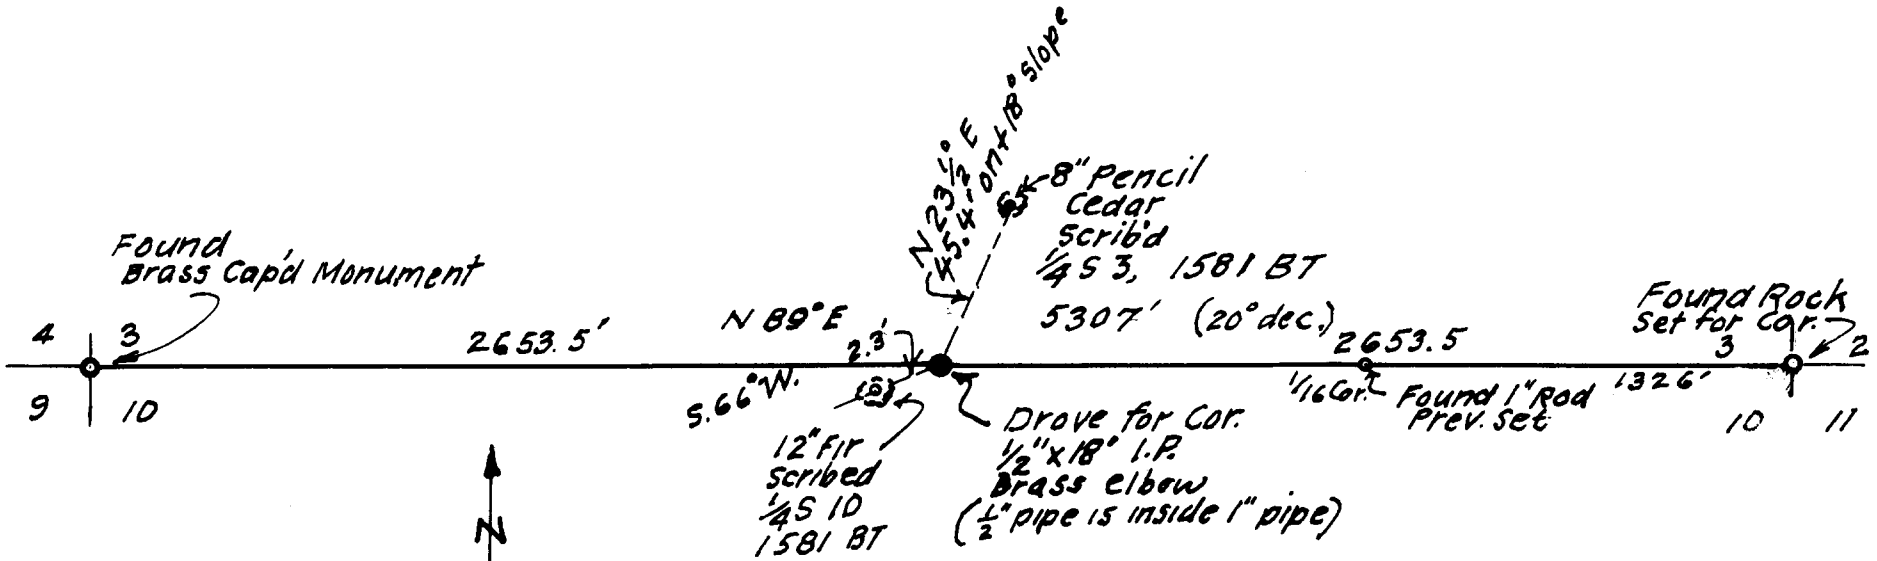 N 23 ½° E
45.4' on +18° slope
8" Pencil
Cedar
Scrib'd
¼ S 3, 1581 BT
Found
Brass Cap'd Monument
4 3
9 10
2653.5'
N 89° E
2.3'
5307' (20° dec.)
2653.5
Found Rock
Set for Cor.
3 2
10 11
1326'
1/16 Cor.
Found 1" Rod
Prev. Set
S.66° W.
12" Fir
Scribed
¼ S 10
1581 BT
Drove for Cor.
½" x 18" I.P.
Brass elbow
(½" pipe is inside 1" pipe)
N